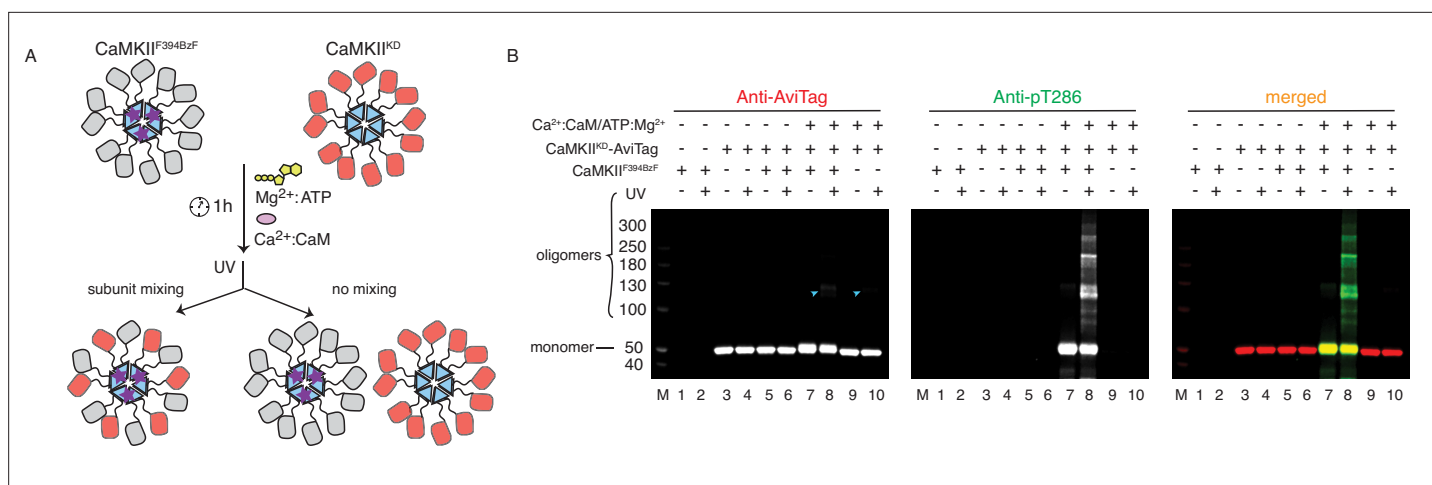 A
CaMKII^F394BzF
CaMKII^KD
1h
Mg²⁺:ATP
Ca²⁺:CaM
UV
subunit mixing
no mixing
B
Anti-AviTag Anti-pT286 merged
Ca²⁺:CaM/ATP:Mg²⁺ - - - - - - + + + + - - - - - - + + + + - - - - - - + + + +
CaMKII^KD-AviTag - - + + + + + + + + - - + + + + + + + + - - + + + + + + + +
CaMKII^F394BzF + + - - + + + + - - + + - - + + + + - - + + - - + + + + - -
UV - + - + - + - + - + - + - + - + - + - + - + - + - + - + - +
300
250
oligomers
180
130
100
monomer
50
40
M 1 2 3 4 5 6 7 8 9 10 M 1 2 3 4 5 6 7 8 9 10 M 1 2 3 4 5 6 7 8 9 10